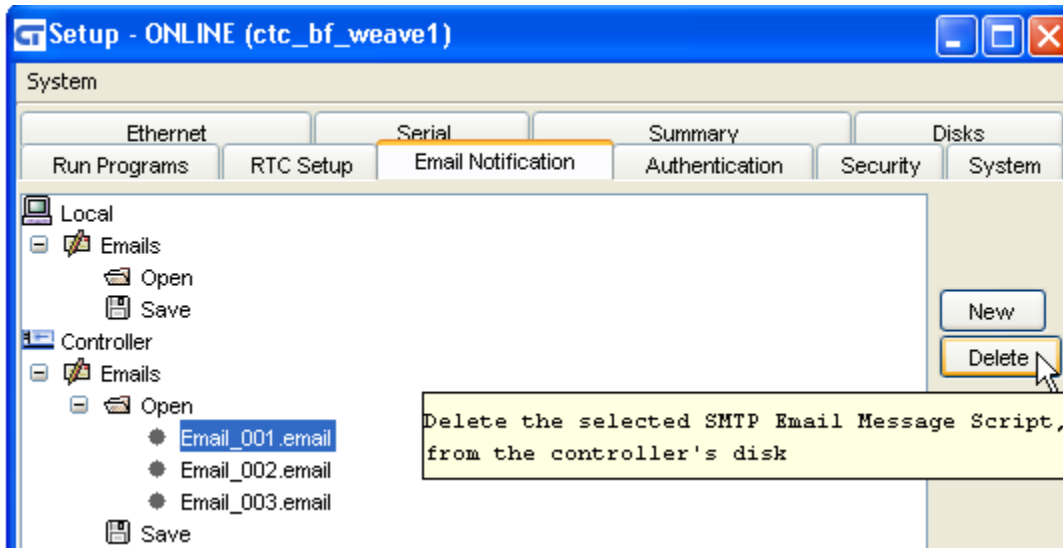 Setup - ONLINE (ctc_bf_weave1)
System
Ethernet Serial Summary Disks
Run Programs RTC Setup Email Notification Authentication Security System
Local
Emails
Open
Save
Controller
Emails
Open
Email_001.email
Email_002.email
Email_003.email
Save
New
Delete
Delete the selected SMTP Email Message Script,
from the controller's disk